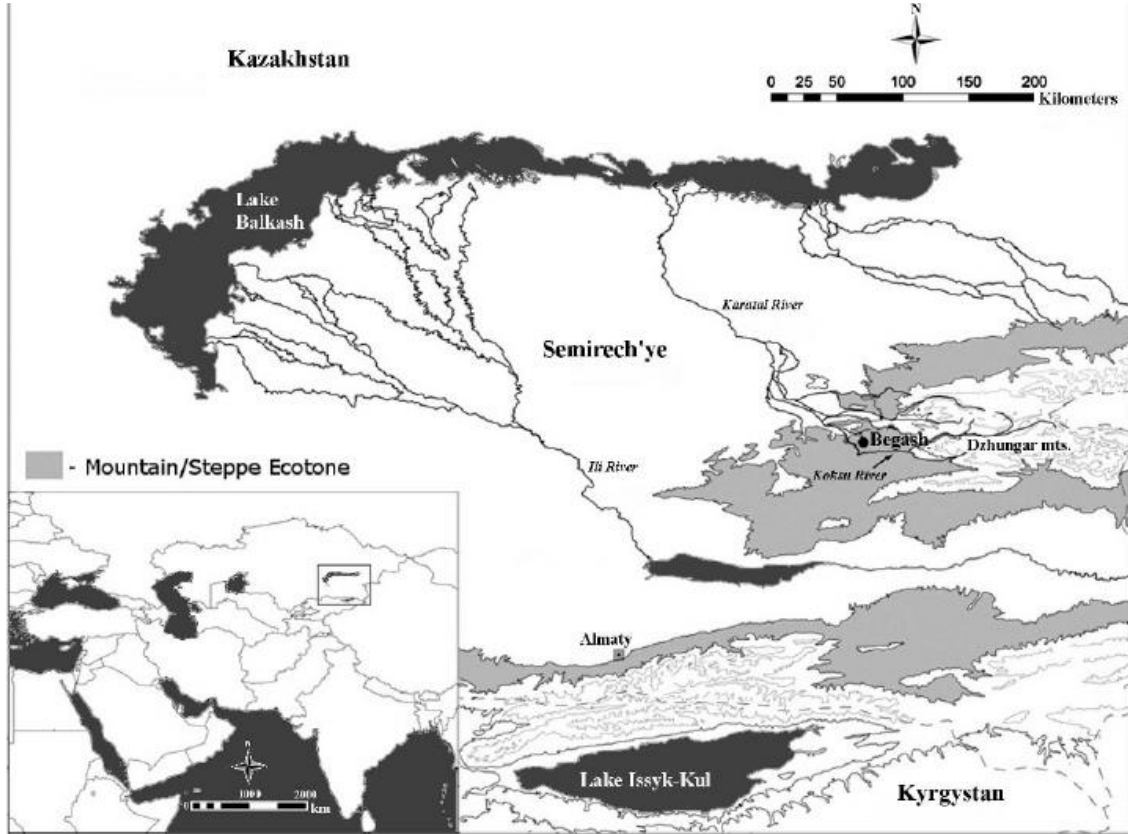 Kazakhstan
N
0 25 50 100 150 200
Kilometers
Lake
Balkash
Karatal River
Semirech'ye
Begash
Dzhungar mts.
- Mountain/Steppe Ecotone
Ili River
Koksu River
Almaty
Lake Issyk-Kul
Kyrgystan
N
0 1000 2000
km